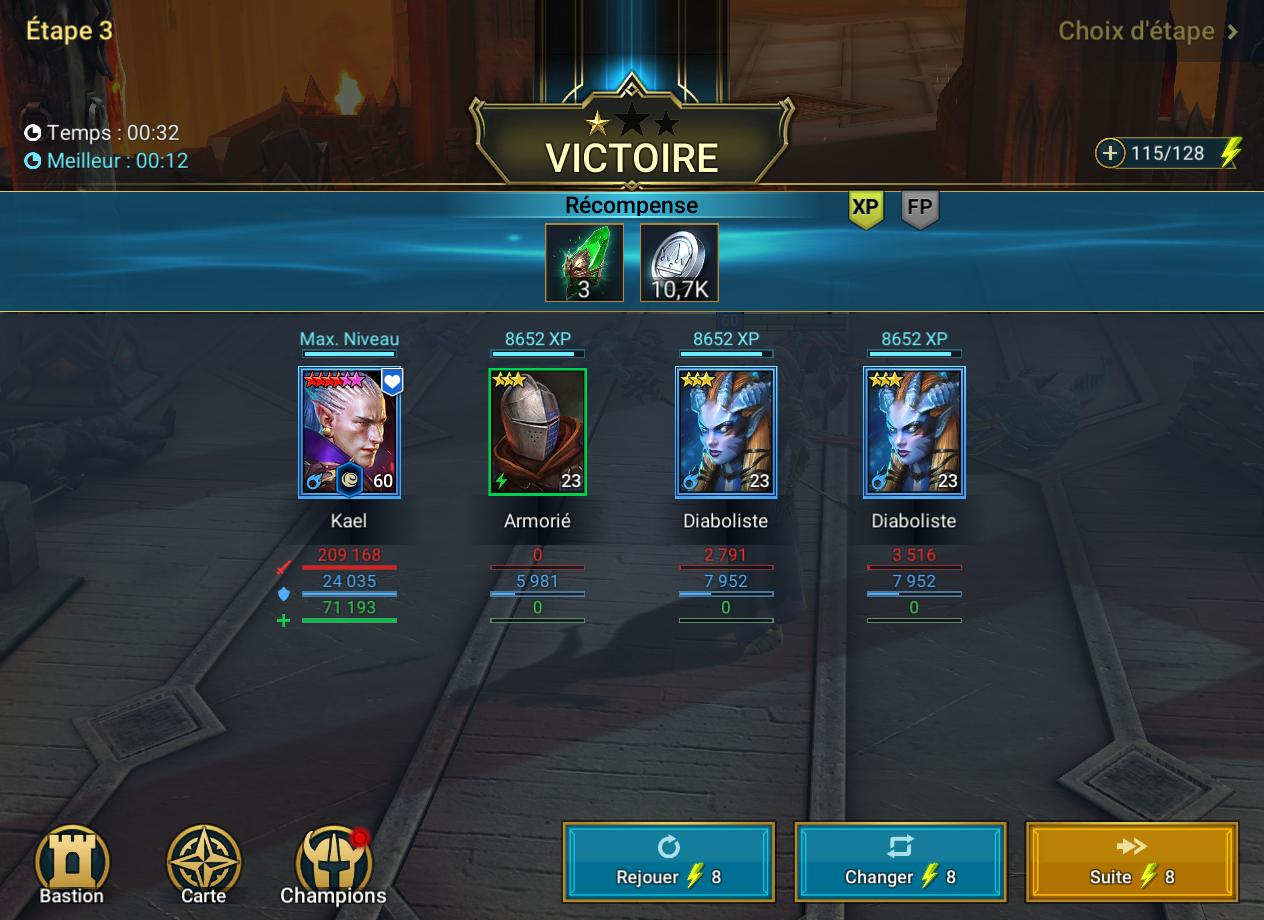 Étape 3
Choix d'étape
Temps : 00:32
Meilleur : 00:12
VICTOIRE
115/128
Récompense
XP
FP
3
10,7K
Max. Niveau
8652 XP
8652 XP
8652 XP
60
23
23
23
Kael
Armorié
Diaboliste
Diaboliste
209 168
0
2 791
3 516
24 035
5 981
7 952
7 952
71 193
0
0
0
Bastion
Carte
Champions
Rejouer 8
Changer 8
Suite 8